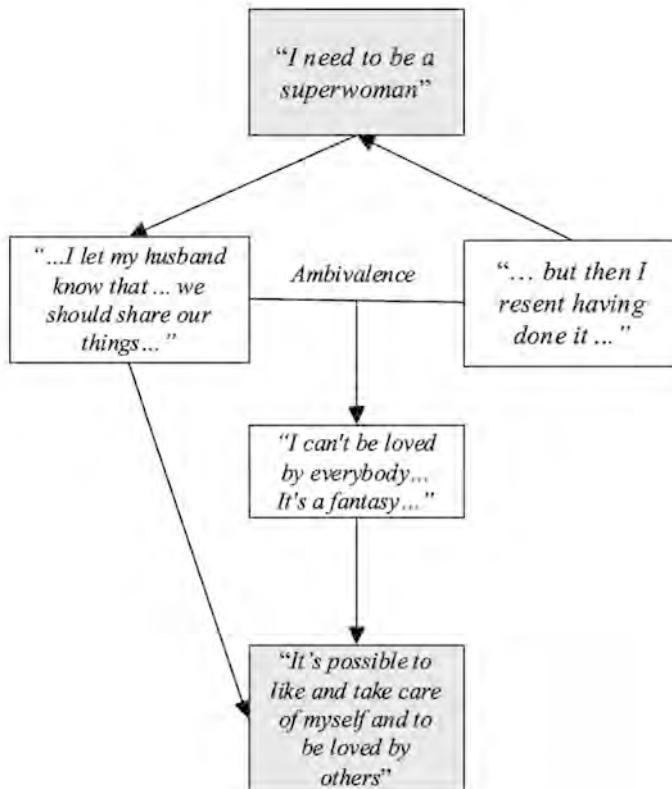 “I need to be a
superwoman”
“...I let my husband
know that... we
should share our
things...”
Ambivalence
“... but then I
resent having
done it ...”
“I can't be loved
by everybody...
It's a fantasy...”
“It’s possible to
like and take care
of myself and to
be loved by
others”